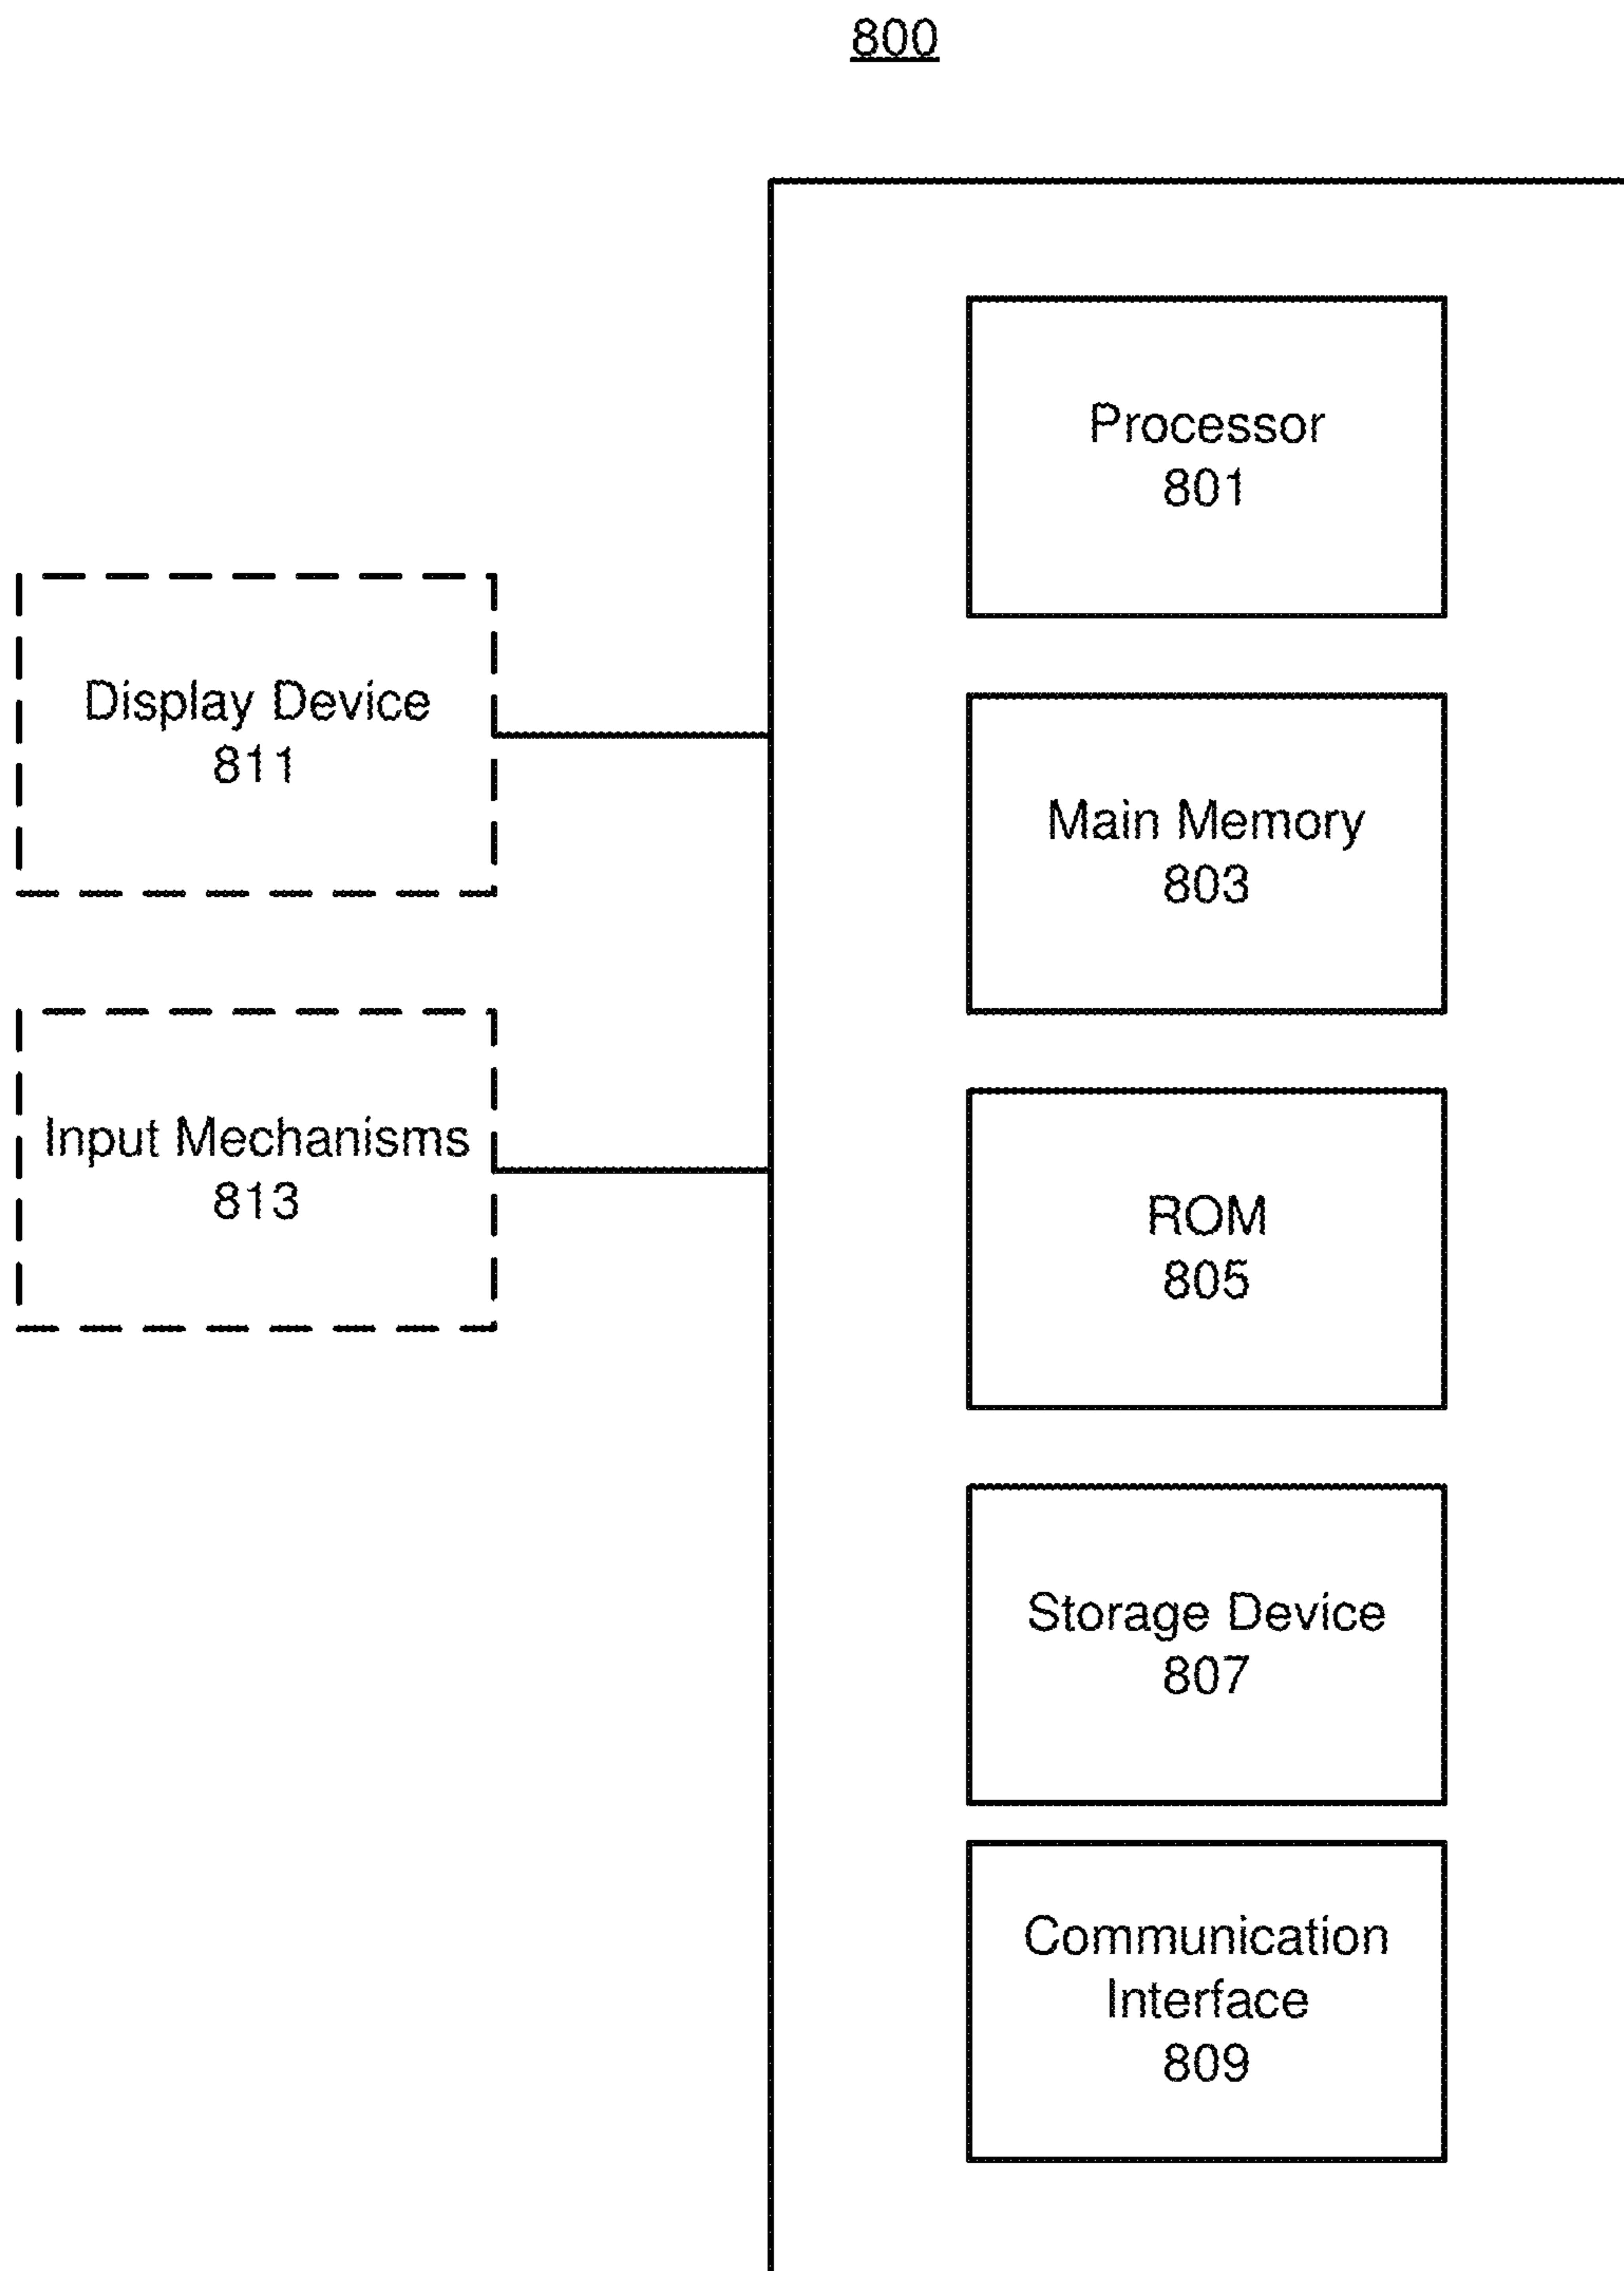 800
Processor
801
Display Device
811
Main Memory
803
Input Mechanisms
813
ROM
805
Storage Device
807
Communication
Interface
809